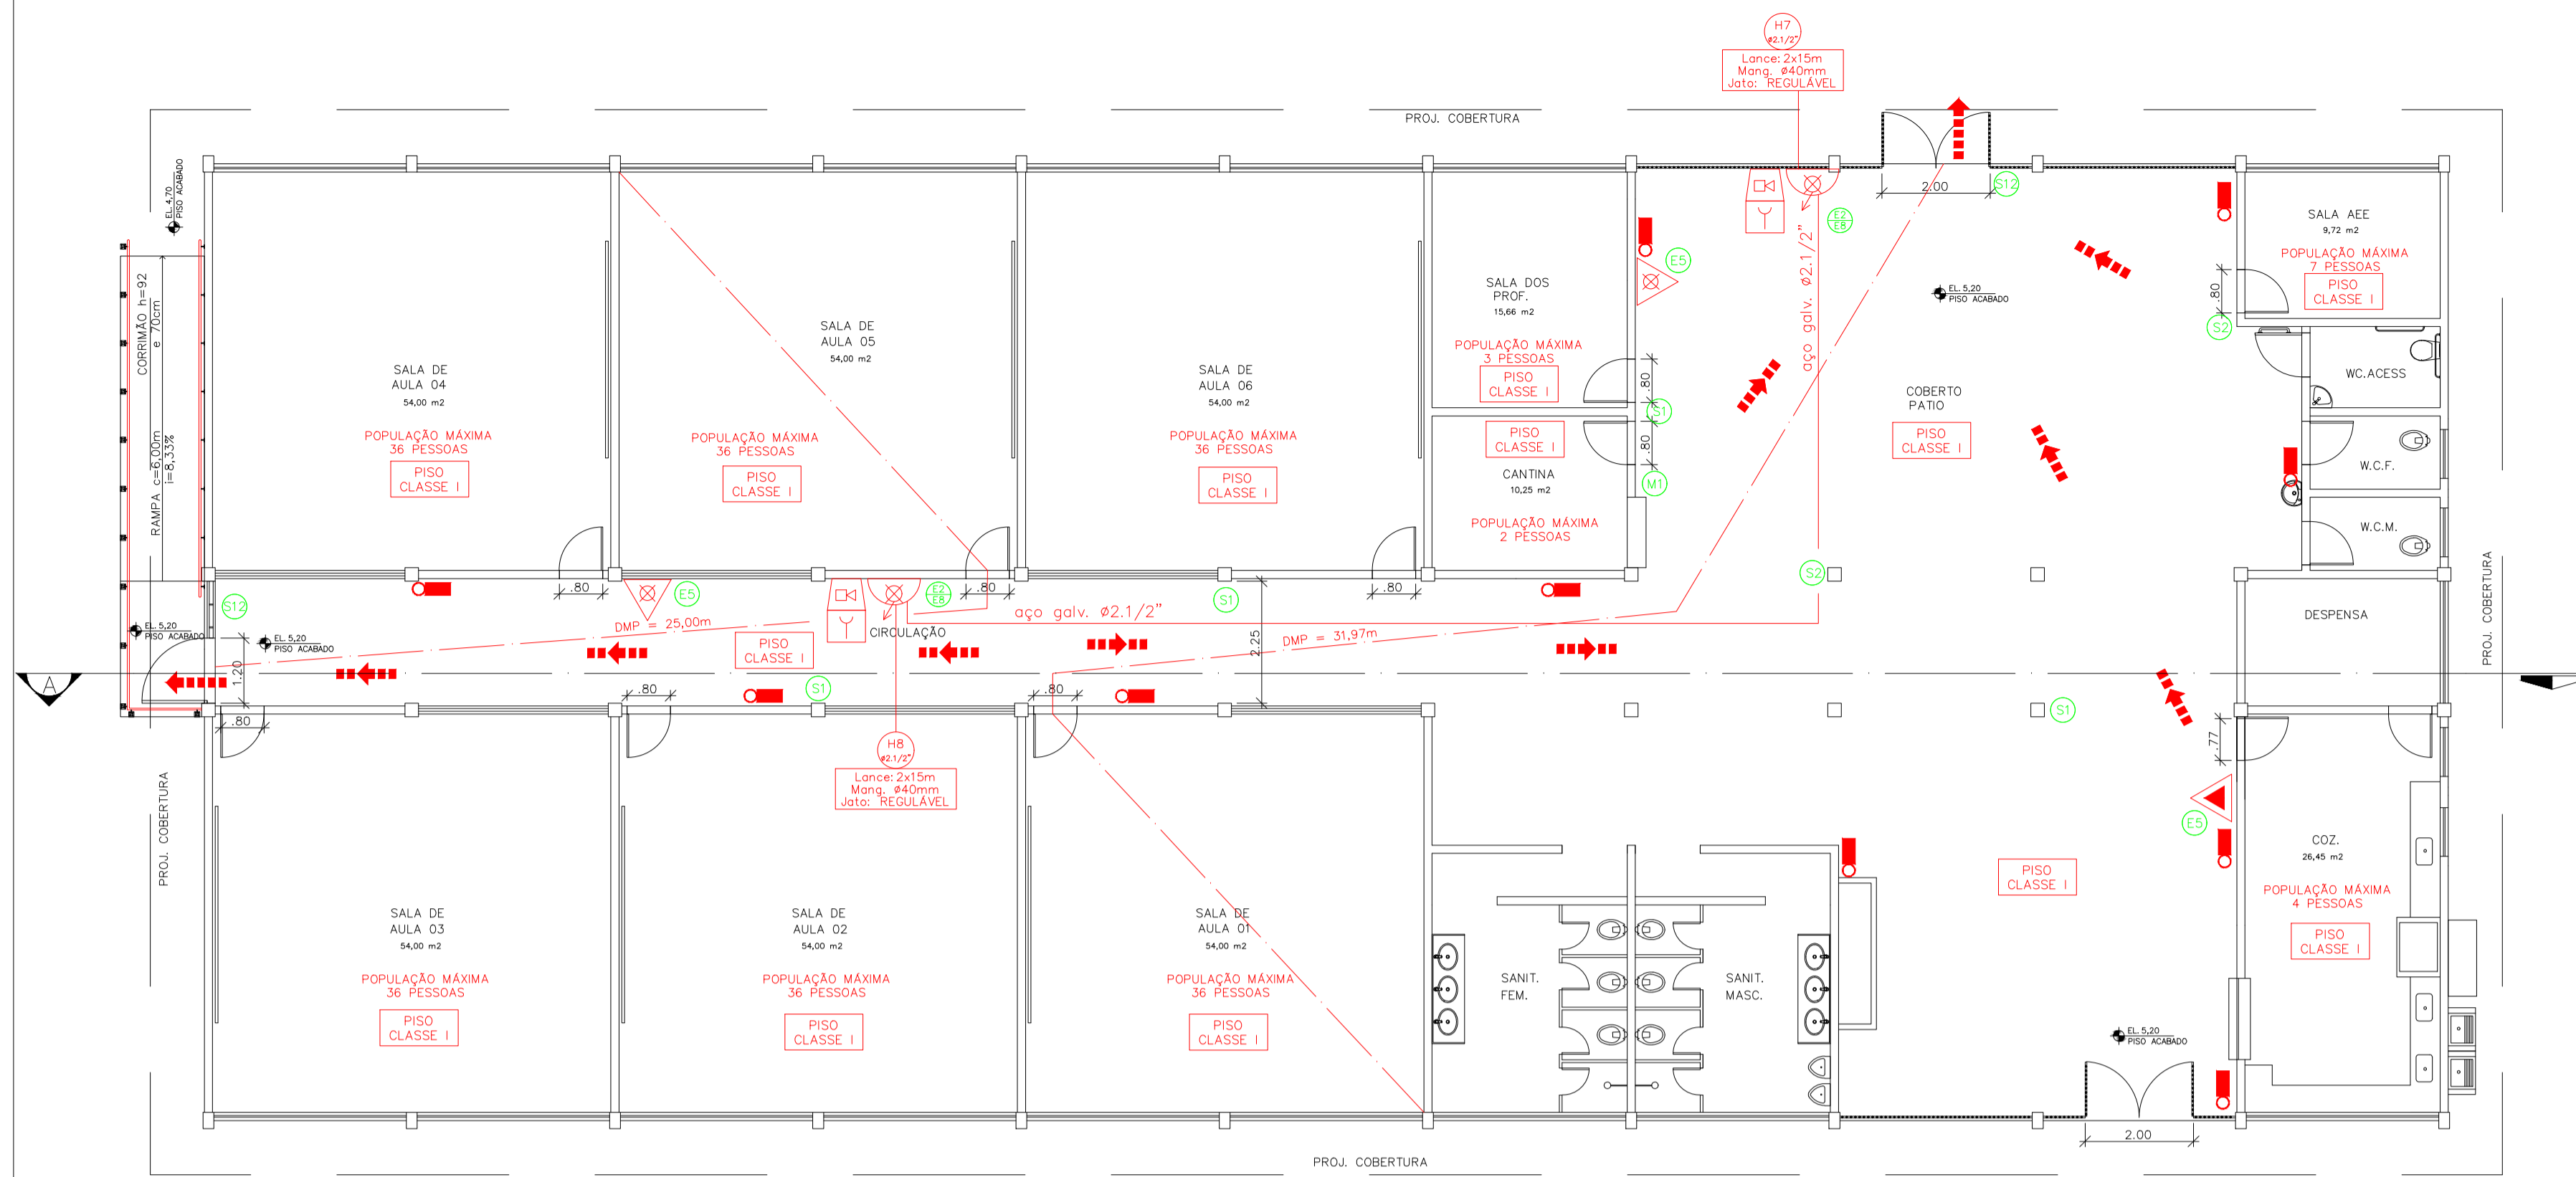 H7
ø2.1/2"
Lance: 2x15m
Mang. ø40mm
Jato: REGULÁVEL
PROJ. COBERTURA
EL. 4,70
PISO ACABADO
CORRIMÃO h=92
e 70cm
RAMPA c=6,00m
i=8,33%
SALA DE
AULA 04
54,00 m2
POPULAÇÃO MÁXIMA
36 PESSOAS
PISO
CLASSE I
.80
SALA DE
AULA 05
54,00 m2
POPULAÇÃO MÁXIMA
36 PESSOAS
PISO
CLASSE I
.80
SALA DE
AULA 06
54,00 m2
POPULAÇÃO MÁXIMA
36 PESSOAS
PISO
CLASSE I
.80
SALA DOS
PROF.
15,66 m2
POPULAÇÃO MÁXIMA
3 PESSOAS
PISO
CLASSE I
.80
S1
.80
PISO
CLASSE I
CANTINA
10,25 m2
M1
POPULAÇÃO MÁXIMA
2 PESSOAS
E5
E2
E8
aço galv. ø2.1/2"
2.00
S12
EL. 5,20
PISO ACABADO
COBERTO
PATIO
PISO
CLASSE I
S2
SALA AEE
9,72 m2
POPULAÇÃO MÁXIMA
7 PESSOAS
PISO
CLASSE I
.80
S2
WC.ACESS
W.C.F.
W.C.M.
DESPENSA
PROJ. COBERTURA
S12
EL. 5,20
PISO ACABADO
EL. 5,20
PISO ACABADO
1.20
E5
DMP = 25,00m
PISO
CLASSE I
E2
E8
CIRCULAÇÃO
aço galv. ø2.1/2"
S1
2.25
DMP = 31,97m
A
S1
S1
.80
.80
.80
H8
ø2.1/2"
Lance: 2x15m
Mang. ø40mm
Jato: REGULÁVEL
PROJ. COBERTURA
SALA DE
AULA 03
54,00 m2
POPULAÇÃO MÁXIMA
36 PESSOAS
PISO
CLASSE I
SALA DE
AULA 02
54,00 m2
POPULAÇÃO MÁXIMA
36 PESSOAS
PISO
CLASSE I
SALA DE
AULA 01
54,00 m2
POPULAÇÃO MÁXIMA
36 PESSOAS
PISO
CLASSE I
SANIT.
FEM.
SANIT.
MASC.
PISO
CLASSE I
.77
E5
COZ.
26,45 m2
POPULAÇÃO MÁXIMA
4 PESSOAS
PISO
CLASSE I
EL. 5,20
PISO ACABADO
2.00
PROJ. COBERTURA